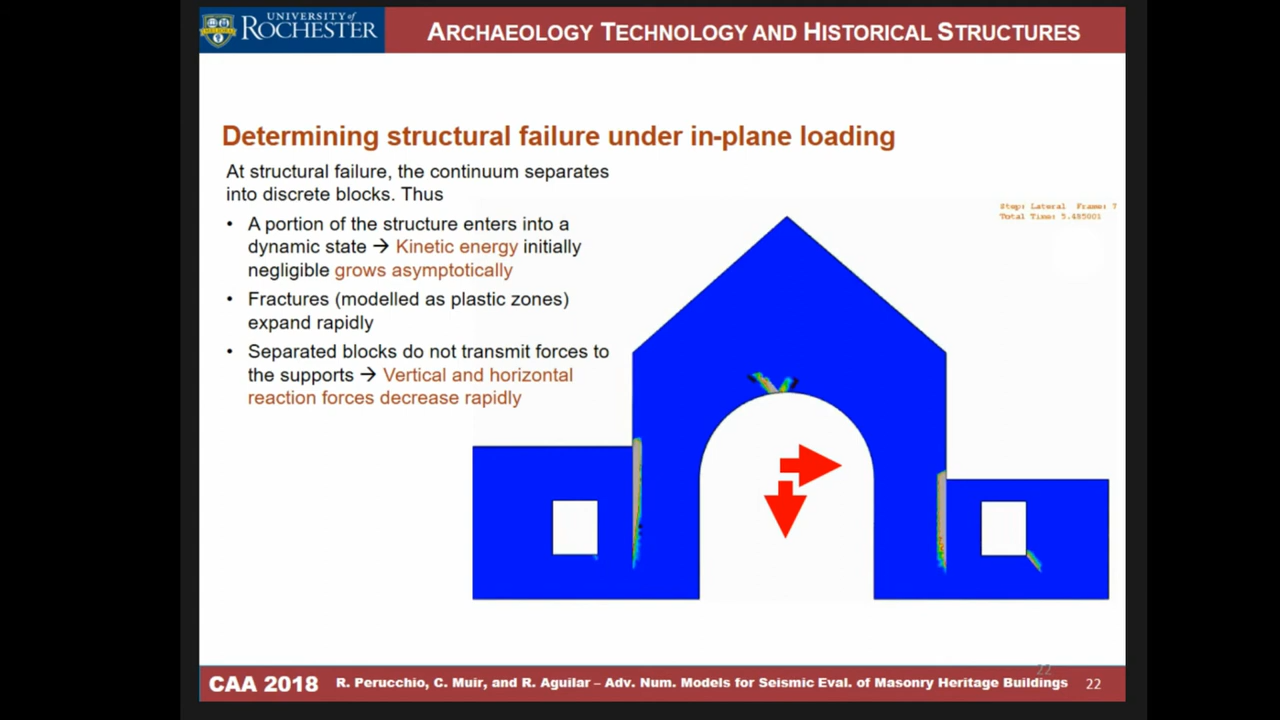 UNIVERSITY of
ROCHESTER
ARCHAEOLOGY TECHNOLOGY AND HISTORICAL STRUCTURES
Determining structural failure under in-plane loading
At structural failure, the continuum separates
into discrete blocks. Thus
• A portion of the structure enters into a
dynamic state → Kinetic energy initially
negligible grows asymptotically
• Fractures (modelled as plastic zones)
expand rapidly
• Separated blocks do not transmit forces to
the supports → Vertical and horizontal
reaction forces decrease rapidly
Step: Lateral Frame: 7
Total Time: 5.485001
22
CAA 2018
R. Perucchio, C. Muir, and R. Aguilar – Adv. Num. Models for Seismic Eval. of Masonry Heritage Buildings
22